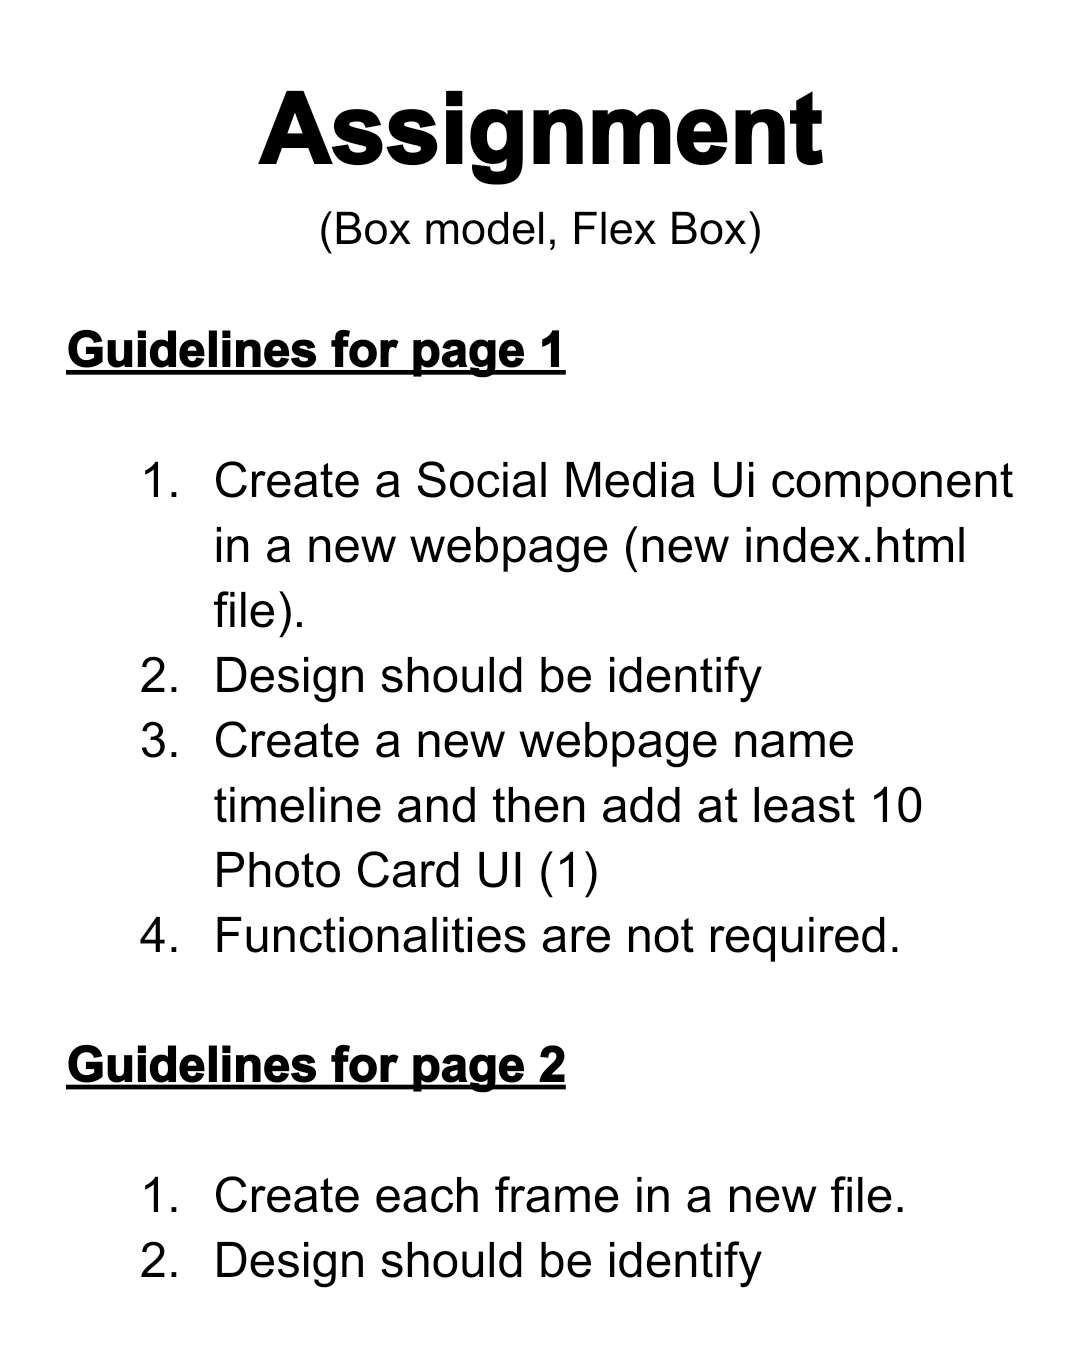 Assignment
(Box model, Flex Box)
Guidelines for page 1
1. Create a Social Media Ui component
in a new webpage (new index.html
file).
2. Design should be identify
3. Create a new webpage name
timeline and then add at least 10
Photo Card UI (1)
4. Functionalities are not required.
Guidelines for page 2
1. Create each frame in a new file.
2. Design should be identify